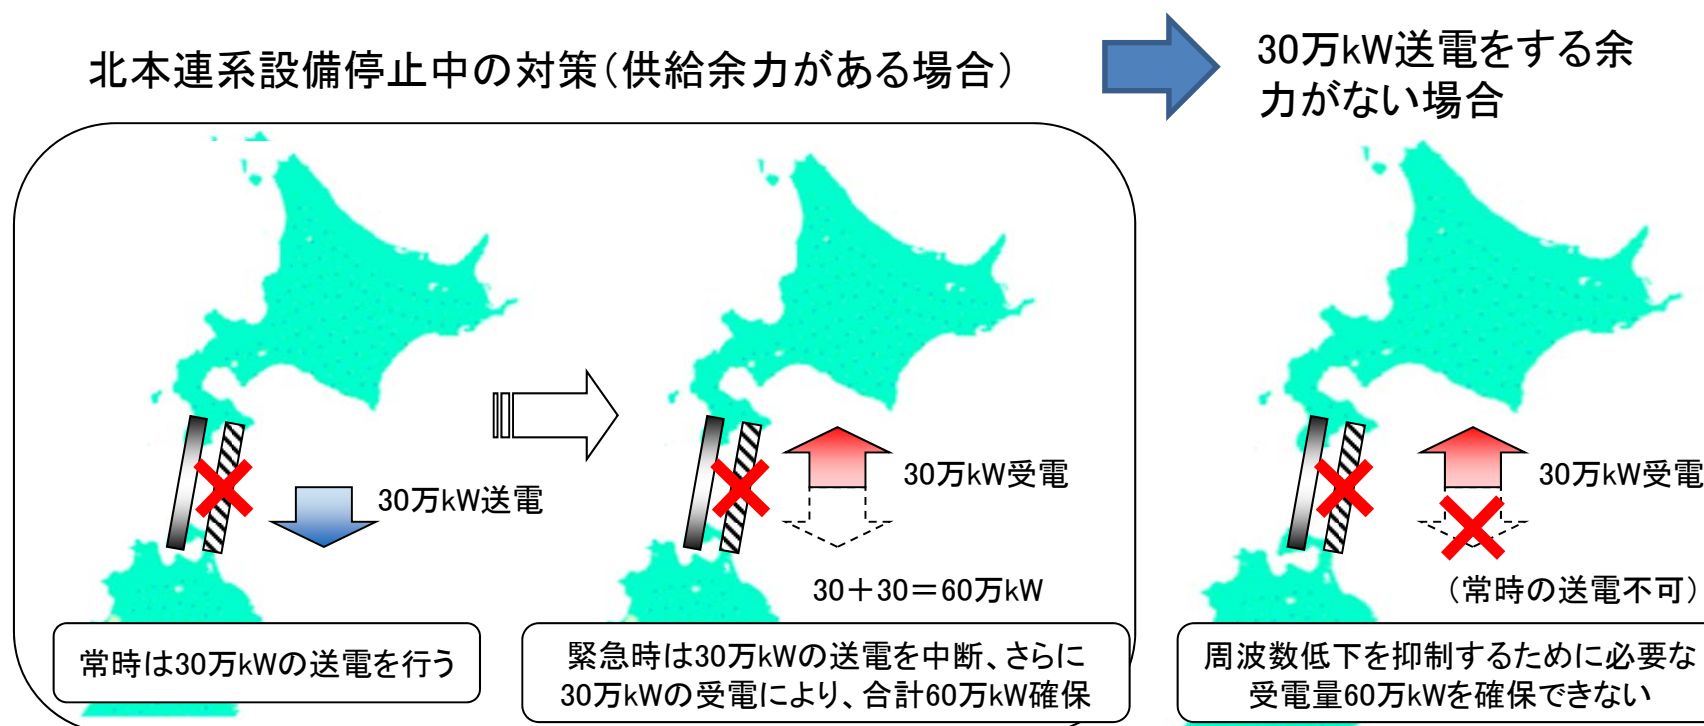 北本連系設備停止中の対策（供給余力がある場合）
30万kW送電をする余
力がない場合
30万kW送電
30万kW受電
30＋30＝60万kW
30万kW受電
（常時の送電不可）
常時は30万kWの送電を行う
緊急時は30万kWの送電を中断、さらに
30万kWの受電により、合計60万kW確保
周波数低下を抑制するために必要な
受電量60万kWを確保できない